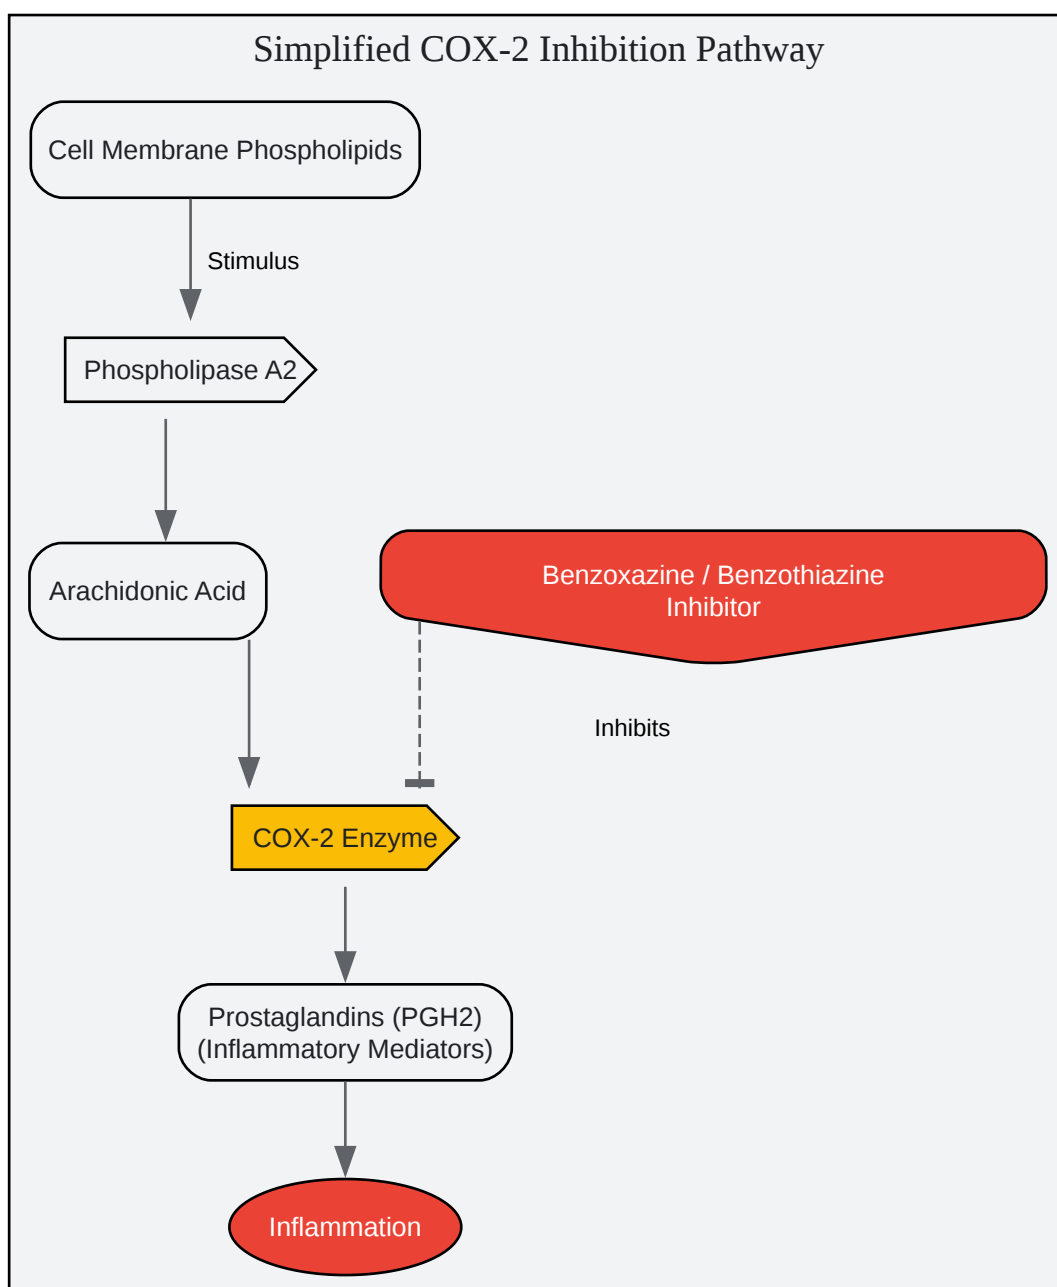 Simplified COX-2 Inhibition Pathway
Cell Membrane Phospholipids
Stimulus
Phospholipase A2
Arachidonic Acid
Benzoxazine / Benzothiazine
Inhibitor
Inhibits
COX-2 Enzyme
Prostaglandins (PGH2)
(Inflammatory Mediators)
Inflammation